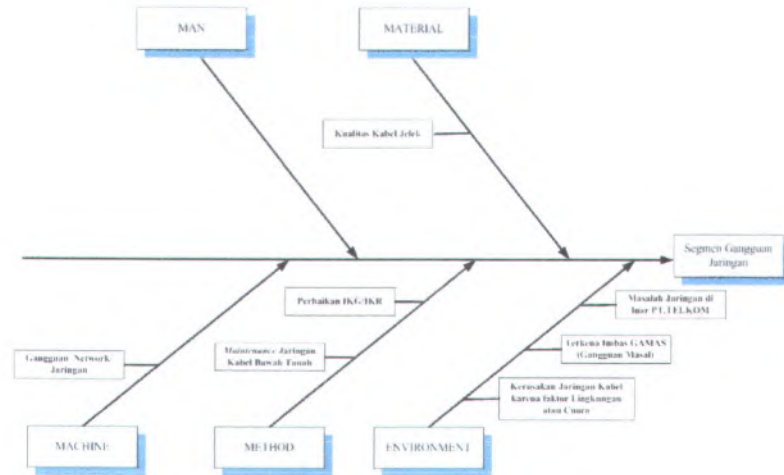 MAN
MATERIAL
Kualitas Kabel Jelek
Segmen Gangguan
Jaringan
Perbaikan IKG/IKR
Masalah Jaringan di
luar PT.TELKOM
Gangguan Network
Jaringan
Maintenance Jaringan
Kabel Bawah Tanah
Terkena Imbas GAMAS
(Gangguan Masal)
Kerusakan Jaringan Kabel
karena faktur Lingkungan
atau Cuaca
MACHINE
METHOD
ENVIRONMENT